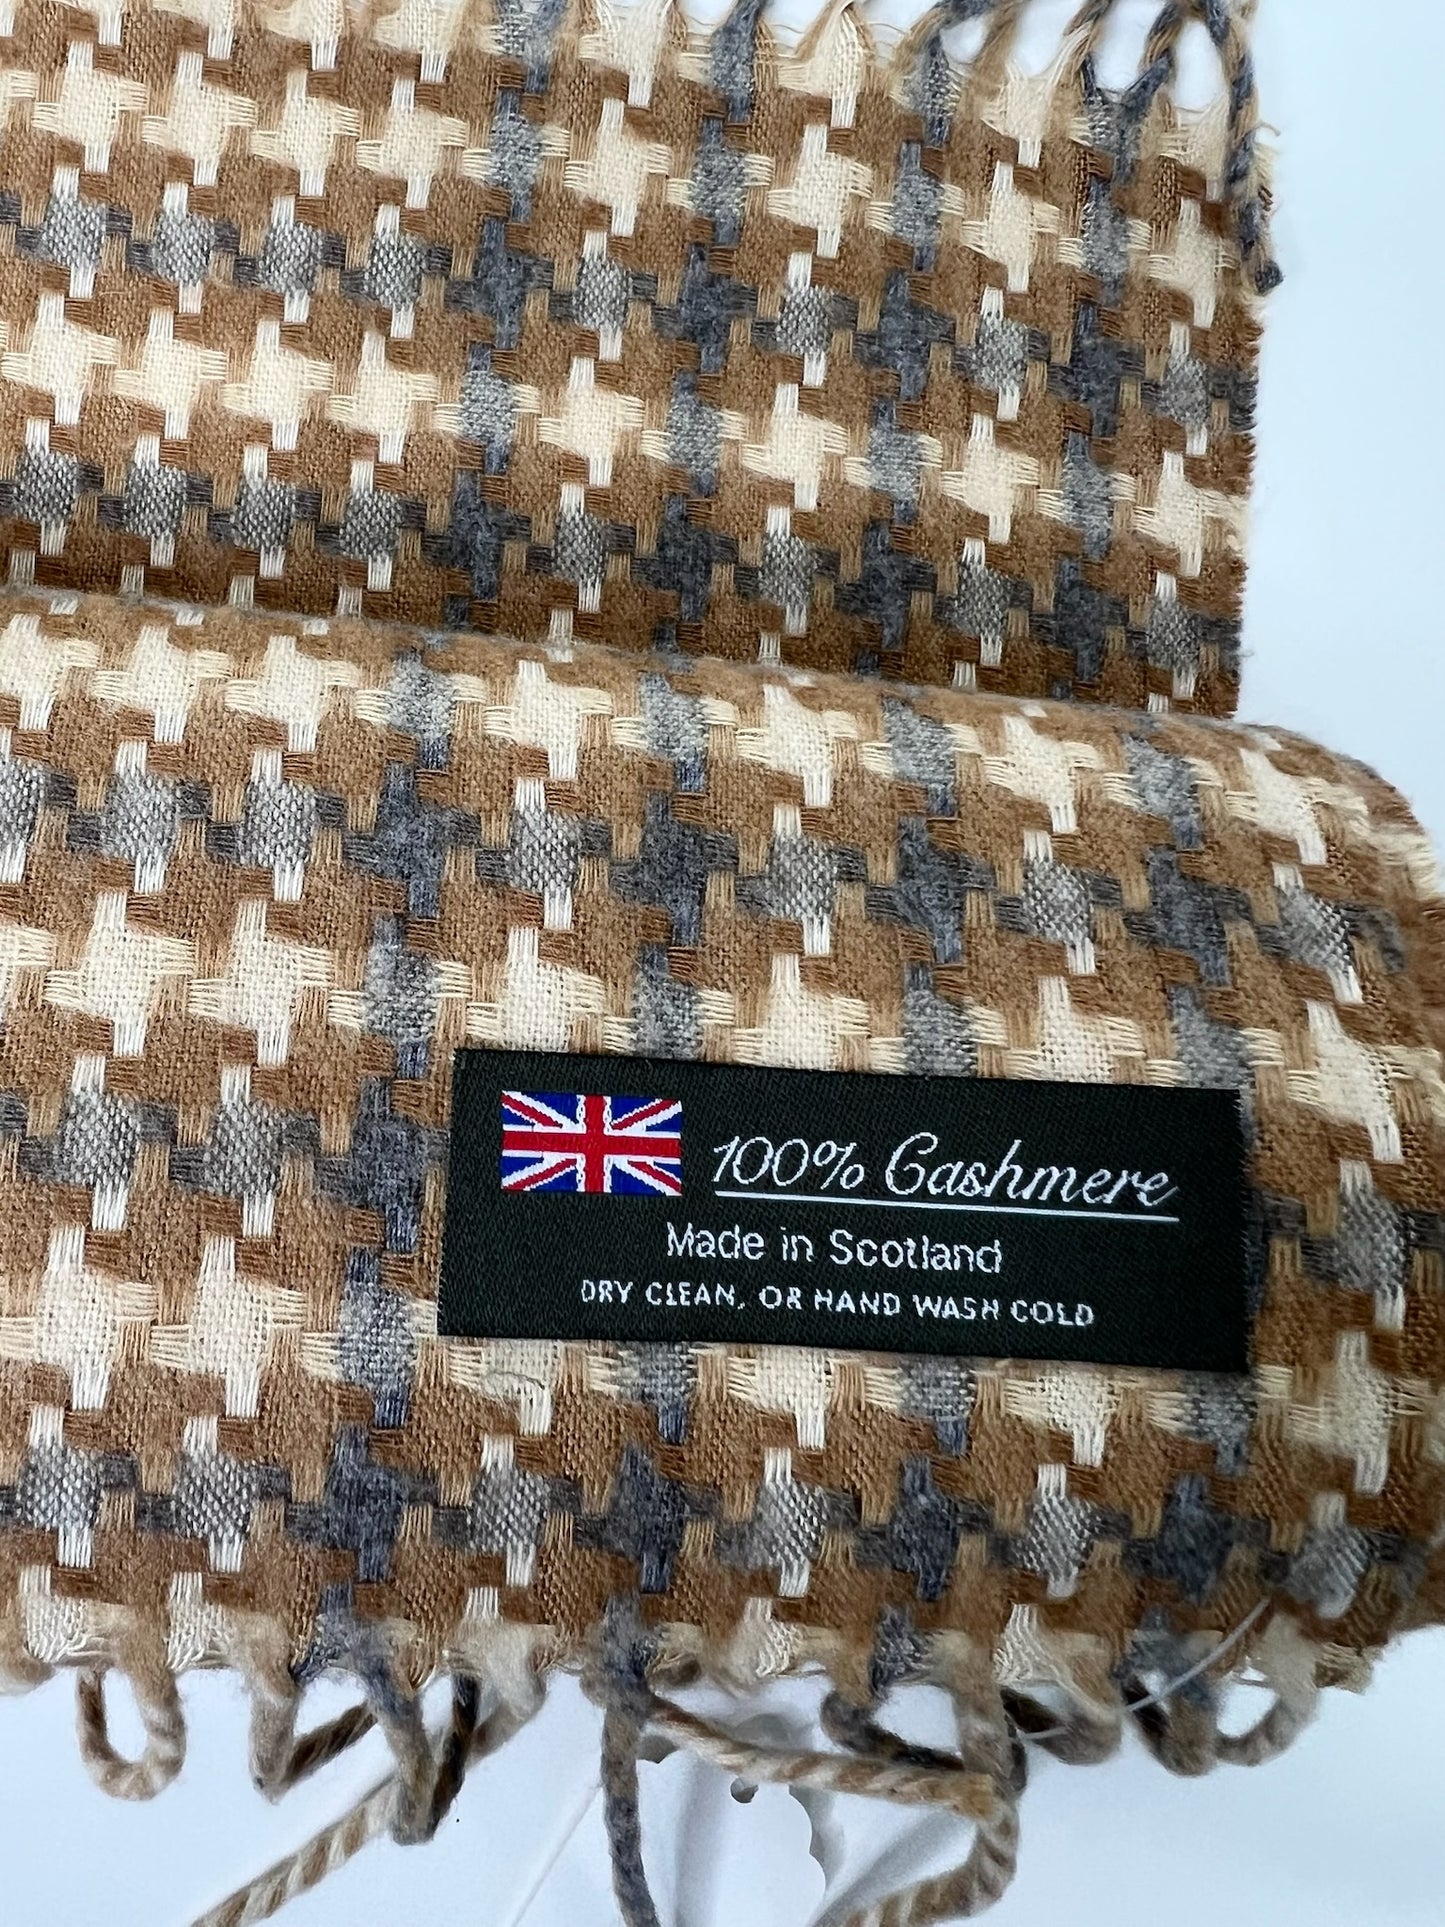 100% Cashmere
Made in Scotland
DRY CLEAN, OR HAND WASH COLD